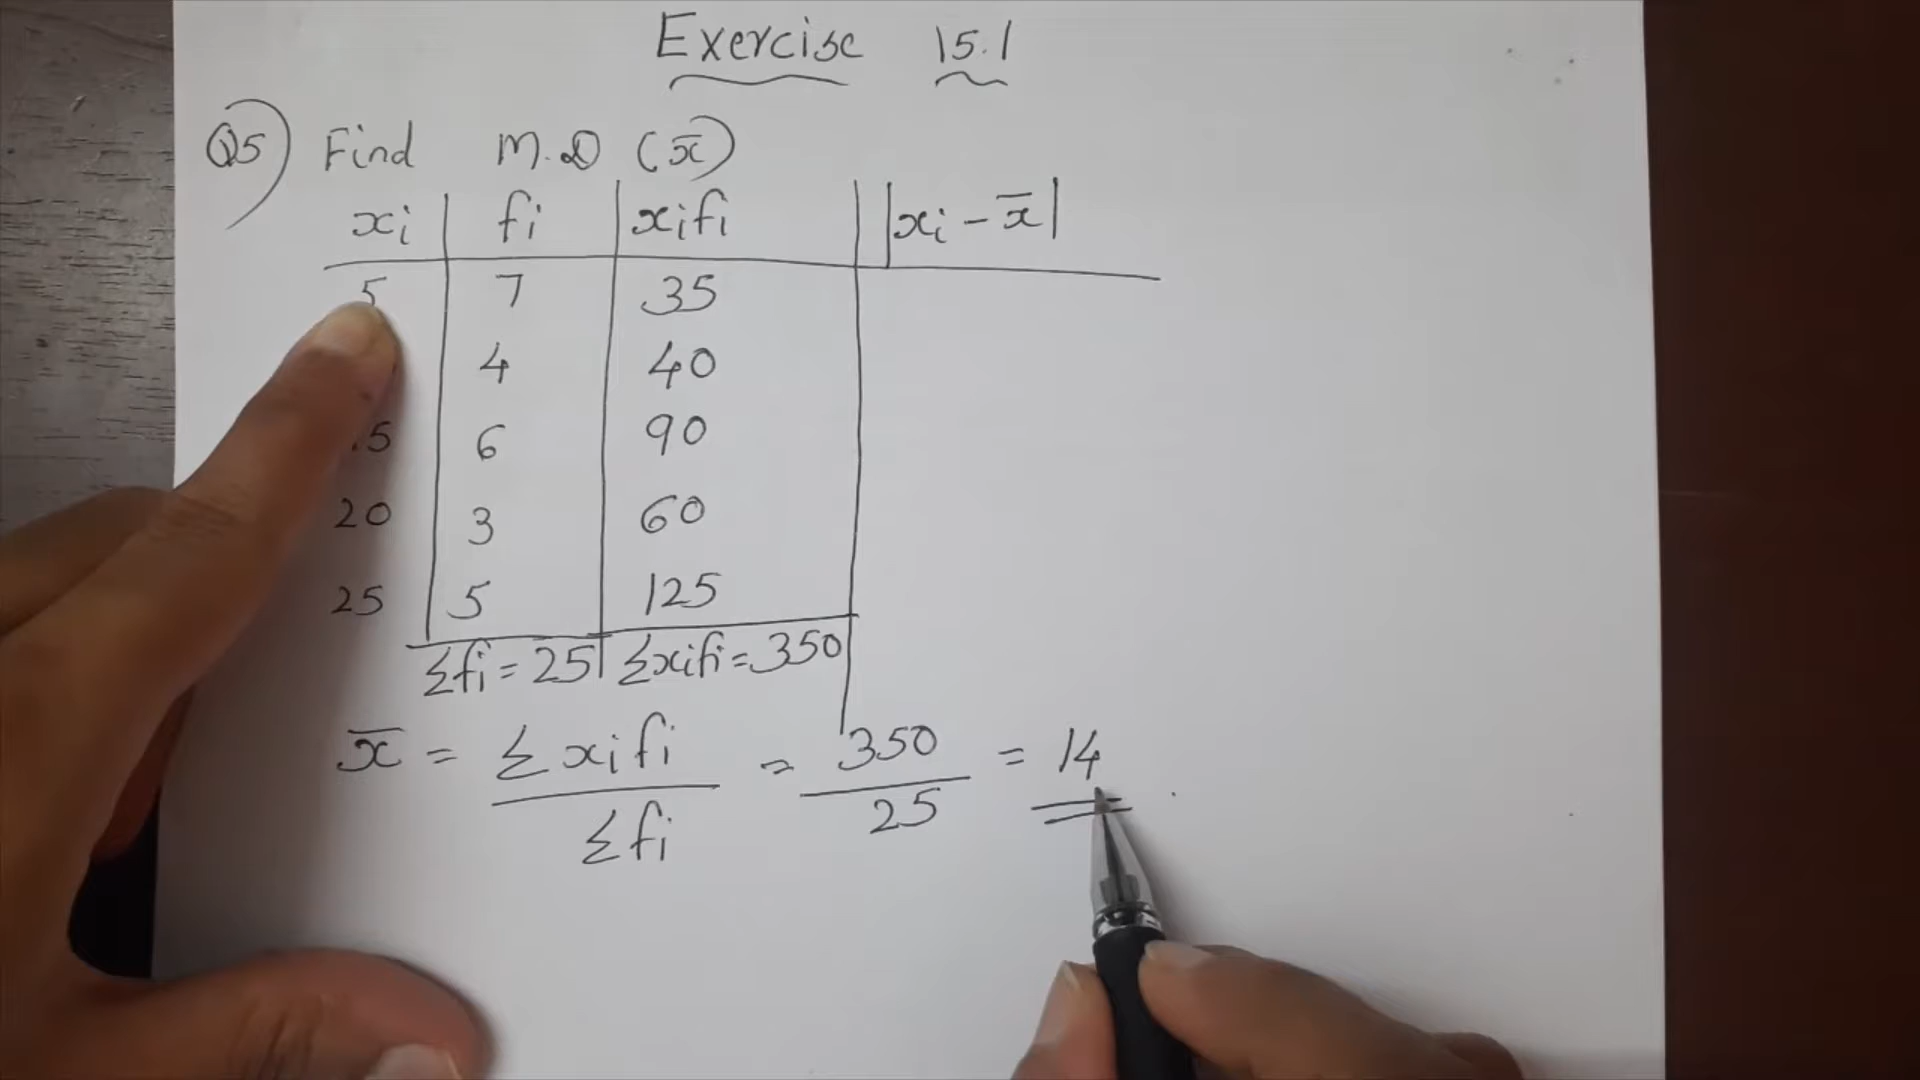 Exercise 15.1
Q5) Find M.D (x̄)
xi fi xifi |xi - x̄|
5 7 35
4 40
6 90
20 3 60
25 5 125
Σfi = 25 Σxifi = 350
x̄ = Σxifi / Σfi = 350 / 25 = 14